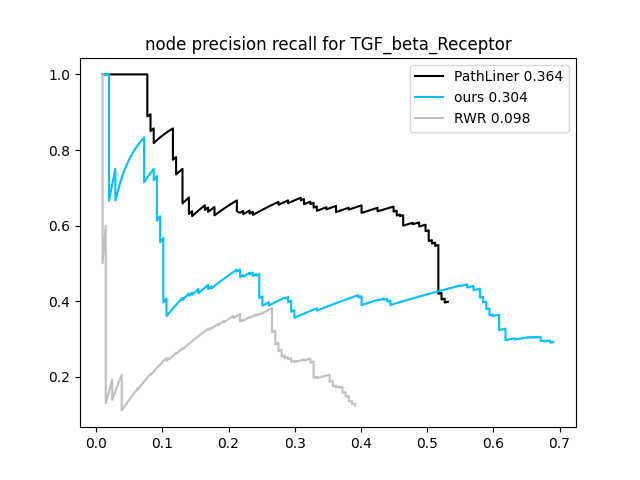 node precision recall for TGF_beta_Receptor
PathLiner 0.364
ours 0.304
RWR 0.098
1.0
0.8
0.6
0.4
0.2
0.0 0.1 0.2 0.3 0.4 0.5 0.6 0.7